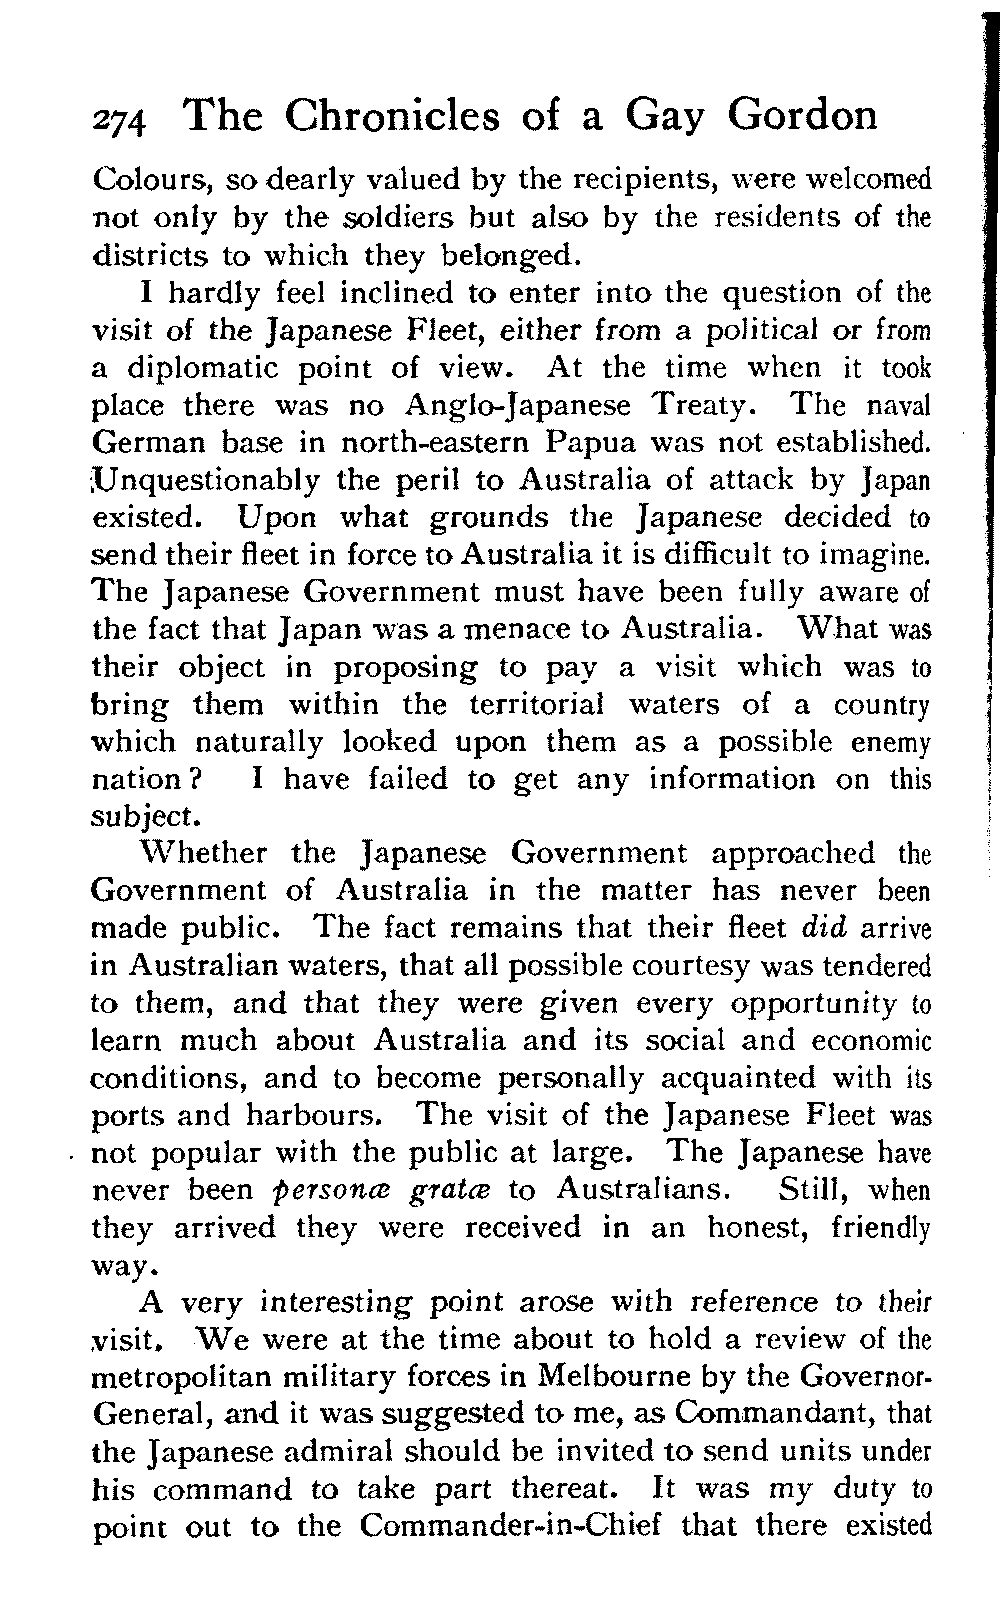 274 The Chronicles of a Gay Gordon
Colours, so dearly valued by the recipients, were welcomed
not only by the soldiers but also by the residents of the
districts to which they belonged.
I hardly feel inclined to enter into the question of the
visit of the Japanese Fleet, either from a political or from
a diplomatic point of view. At the time when it took
place there was no Anglo-Japanese Treaty. The naval
German base in north-eastern Papua was not established.
Unquestionably the peril to Australia of attack by Japan
existed. Upon what grounds the Japanese decided to
send their fleet in force to Australia it is difficult to imagine.
The Japanese Government must have been fully aware of
the fact that Japan was a menace to Australia. What was
their object in proposing to pay a visit which was to
bring them within the territorial waters of a country
which naturally looked upon them as a possible enemy
nation? I have failed to get any information on this
subject.
Whether the Japanese Government approached the
Government of Australia in the matter has never been
made public. The fact remains that their fleet did arrive
in Australian waters, that all possible courtesy was tendered
to them, and that they were given every opportunity to
learn much about Australia and its social and economic
conditions, and to become personally acquainted with its
ports and harbours. The visit of the Japanese Fleet was
not popular with the public at large. The Japanese have
never been personæ gratæ to Australians. Still, when
they arrived they were received in an honest, friendly
way.
A very interesting point arose with reference to their
visit. We were at the time about to hold a review of the
metropolitan military forces in Melbourne by the Governor-
General, and it was suggested to me, as Commandant, that
the Japanese admiral should be invited to send units under
his command to take part thereat. It was my duty to
point out to the Commander-in-Chief that there existed